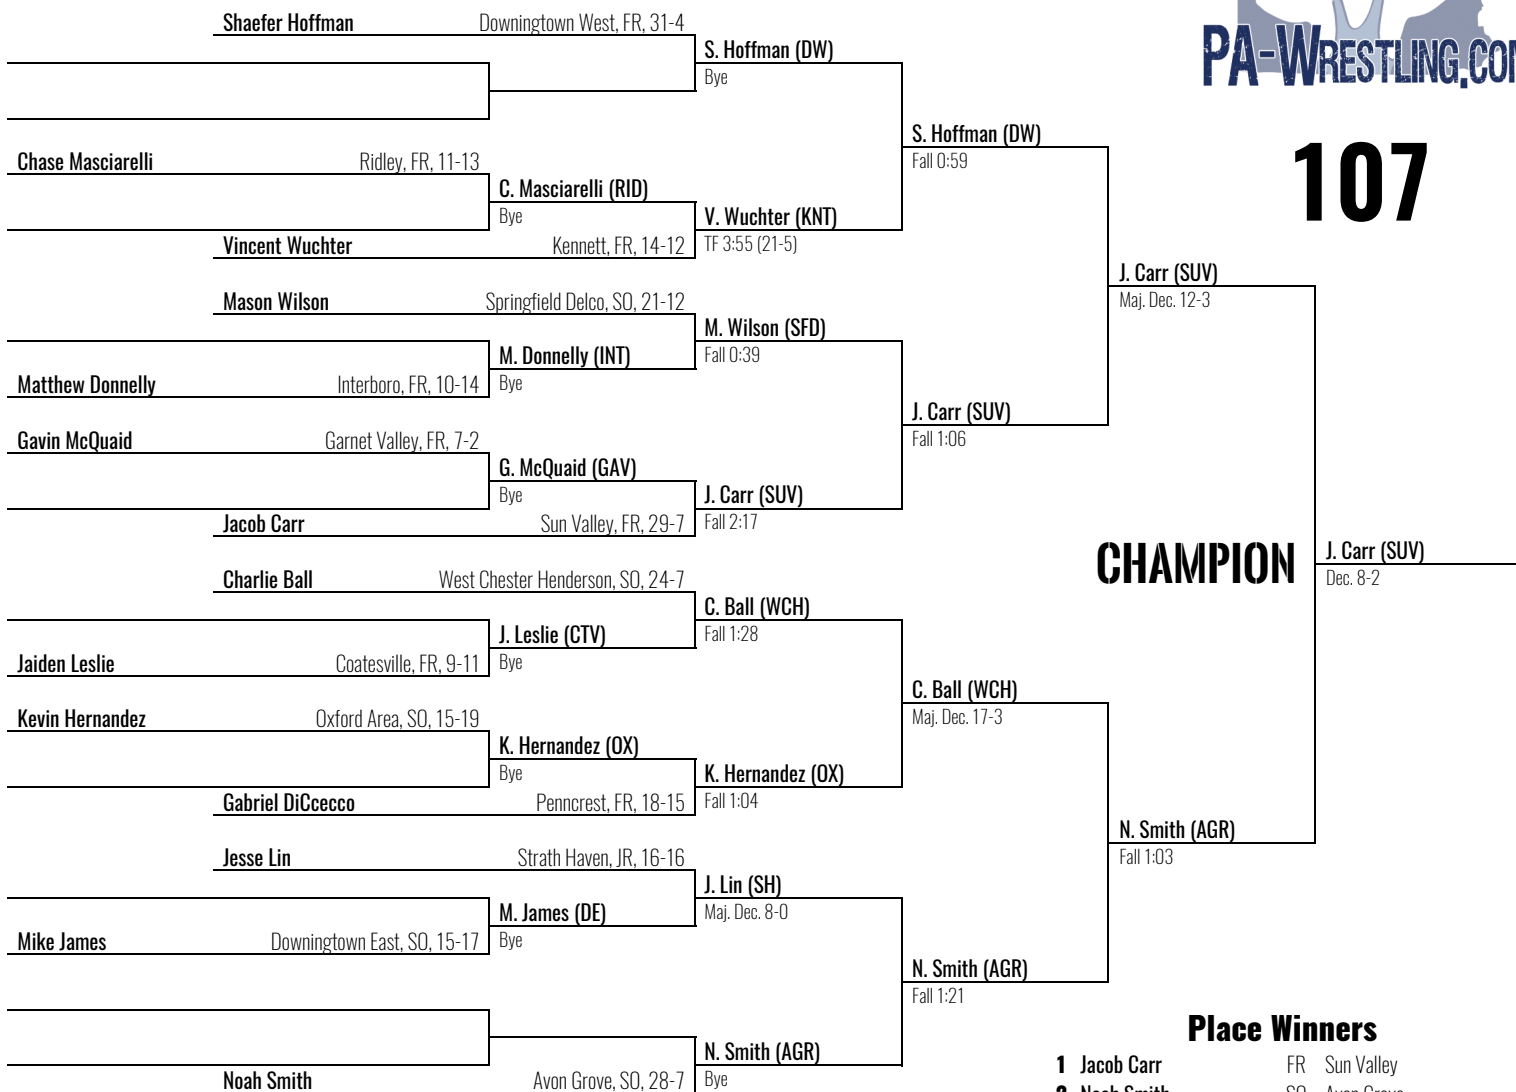 Shaefer Hoffman Downingtown West, FR, 31-4
S. Hoffman (DW)
Bye
PA-WRESTLING.CO
S. Hoffman (DW)
Fall 0:59
107
Chase Masciarelli Ridley, FR, 11-13
C. Masciarelli (RID)
Bye
V. Wuchter (KNT)
TF 3:55 (21-5)
Vincent Wuchter Kennett, FR, 14-12
J. Carr (SUV)
Maj. Dec. 12-3
Mason Wilson Springfield Delco, SO, 21-12
M. Wilson (SFD)
Fall 0:39
M. Donnelly (INT)
Bye
Matthew Donnelly Interboro, FR, 10-14
J. Carr (SUV)
Fall 1:06
Gavin McQuaid Garnet Valley, FR, 7-2
G. McQuaid (GAV)
Bye
J. Carr (SUV)
Fall 2:17
Jacob Carr Sun Valley, FR, 29-7
CHAMPION
J. Carr (SUV)
Dec. 8-2
Charlie Ball West Chester Henderson, SO, 24-7
C. Ball (WCH)
Fall 1:28
J. Leslie (CTV)
Bye
Jaiden Leslie Coatesville, FR, 9-11
C. Ball (WCH)
Maj. Dec. 17-3
Kevin Hernandez Oxford Area, SO, 15-19
K. Hernandez (OX)
Bye
K. Hernandez (OX)
Fall 1:04
Gabriel DiCcecco Penncrest, FR, 18-15
N. Smith (AGR)
Fall 1:03
Jesse Lin Strath Haven, JR, 16-16
J. Lin (SH)
Maj. Dec. 8-0
M. James (DE)
Bye
Mike James Downingtown East, SO, 15-17
N. Smith (AGR)
Fall 1:21
N. Smith (AGR)
Bye
Noah Smith Avon Grove, SO, 28-7
Place Winners
1 Jacob Carr FR Sun Valley
2 Noah Smith SO Avon Grove